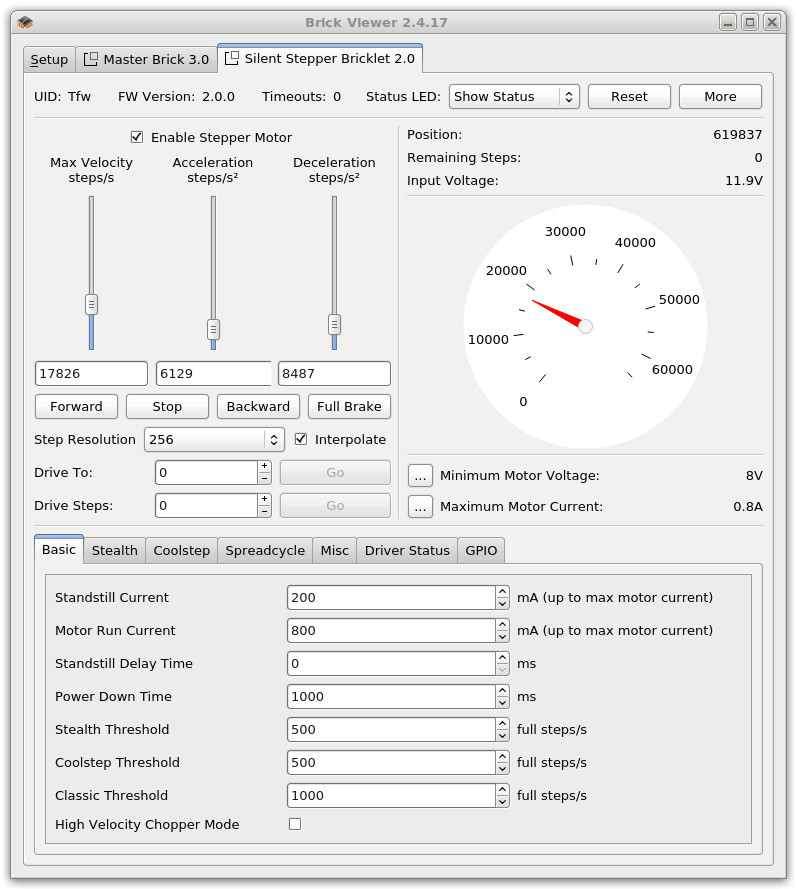 Brick Viewer 2.4.17
Setup Master Brick 3.0 Silent Stepper Bricklet 2.0
UID: Tfw FW Version: 2.0.0 Timeouts: 0 Status LED: Show Status Reset More
Enable Stepper Motor
Max Velocity Acceleration Deceleration
steps/s steps/s² steps/s²
17826 6129 8487
Forward Stop Backward Full Brake
Step Resolution 256 Interpolate
Drive To: 0 + − Go
Drive Steps: 0 + − Go
Position: 619837
Remaining Steps: 0
Input Voltage: 11.9V
30000
40000
20000
50000
10000
60000
0
... Minimum Motor Voltage: 8V
... Maximum Motor Current: 0.8A
Basic Stealth Coolstep Spreadcycle Misc Driver Status GPIO
Standstill Current 200 mA (up to max motor current)
Motor Run Current 800 mA (up to max motor current)
Standstill Delay Time 0 ms
Power Down Time 1000 ms
Stealth Threshold 500 full steps/s
Coolstep Threshold 500 full steps/s
Classic Threshold 1000 full steps/s
High Velocity Chopper Mode